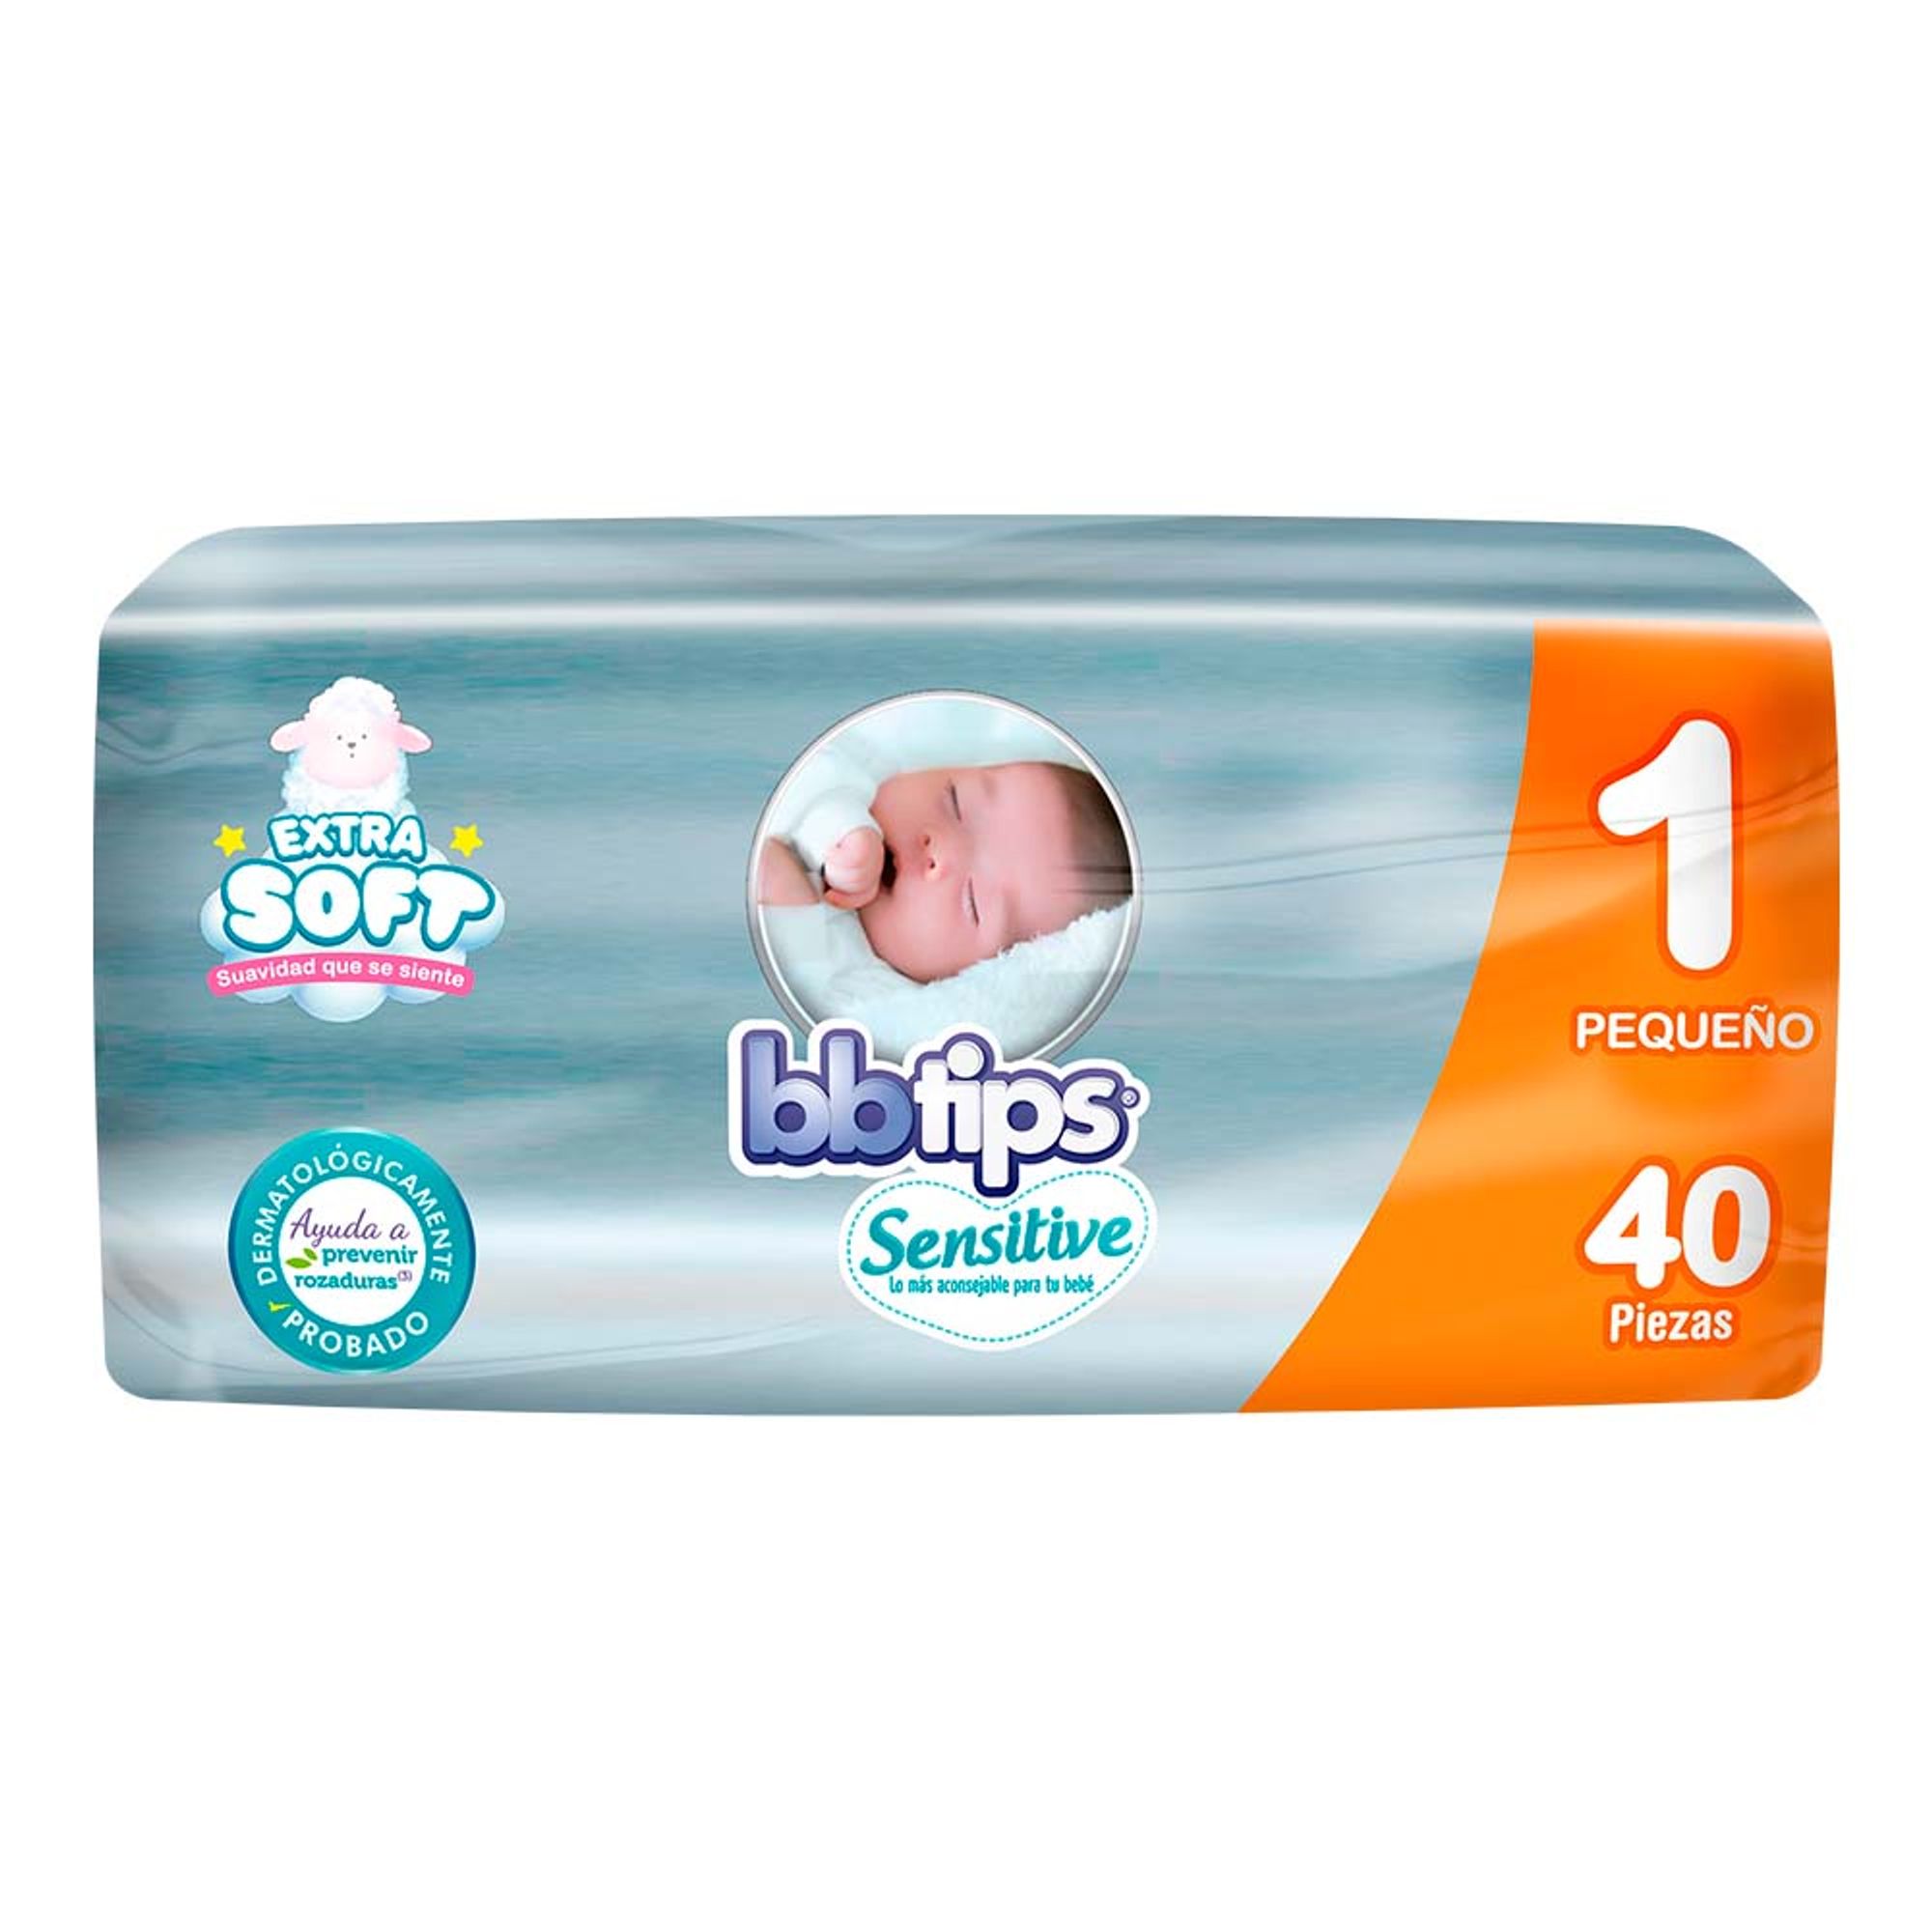 EXTRA
SOFT
Suavidad que se siente
DERMATOLÓGICAMENTE
PROBADO
Ayuda a
prevenir
rozaduras(3)
bbtips®
Sensitive
Lo más aconsejable para tu bebé
1
PEQUEÑO
40
Piezas